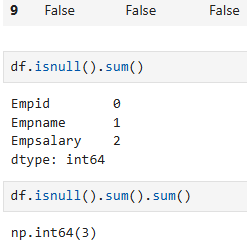 9 False False False
df.isnull().sum()
Empid 0
Empname 1
Empsalary 2
dtype: int64
df.isnull().sum().sum()
np.int64(3)